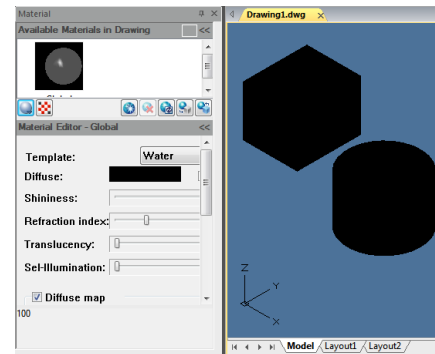 Material
Drawing1.dwg
Available Materials in Drawing
<<
Material Editor - Global
<<
Template:
Water
Diffuse:
Shininess:
Refraction index:
Translucency:
Sel-Illumination:
Diffuse map
100
Z
Y
X
Model
Layout1
Layout2